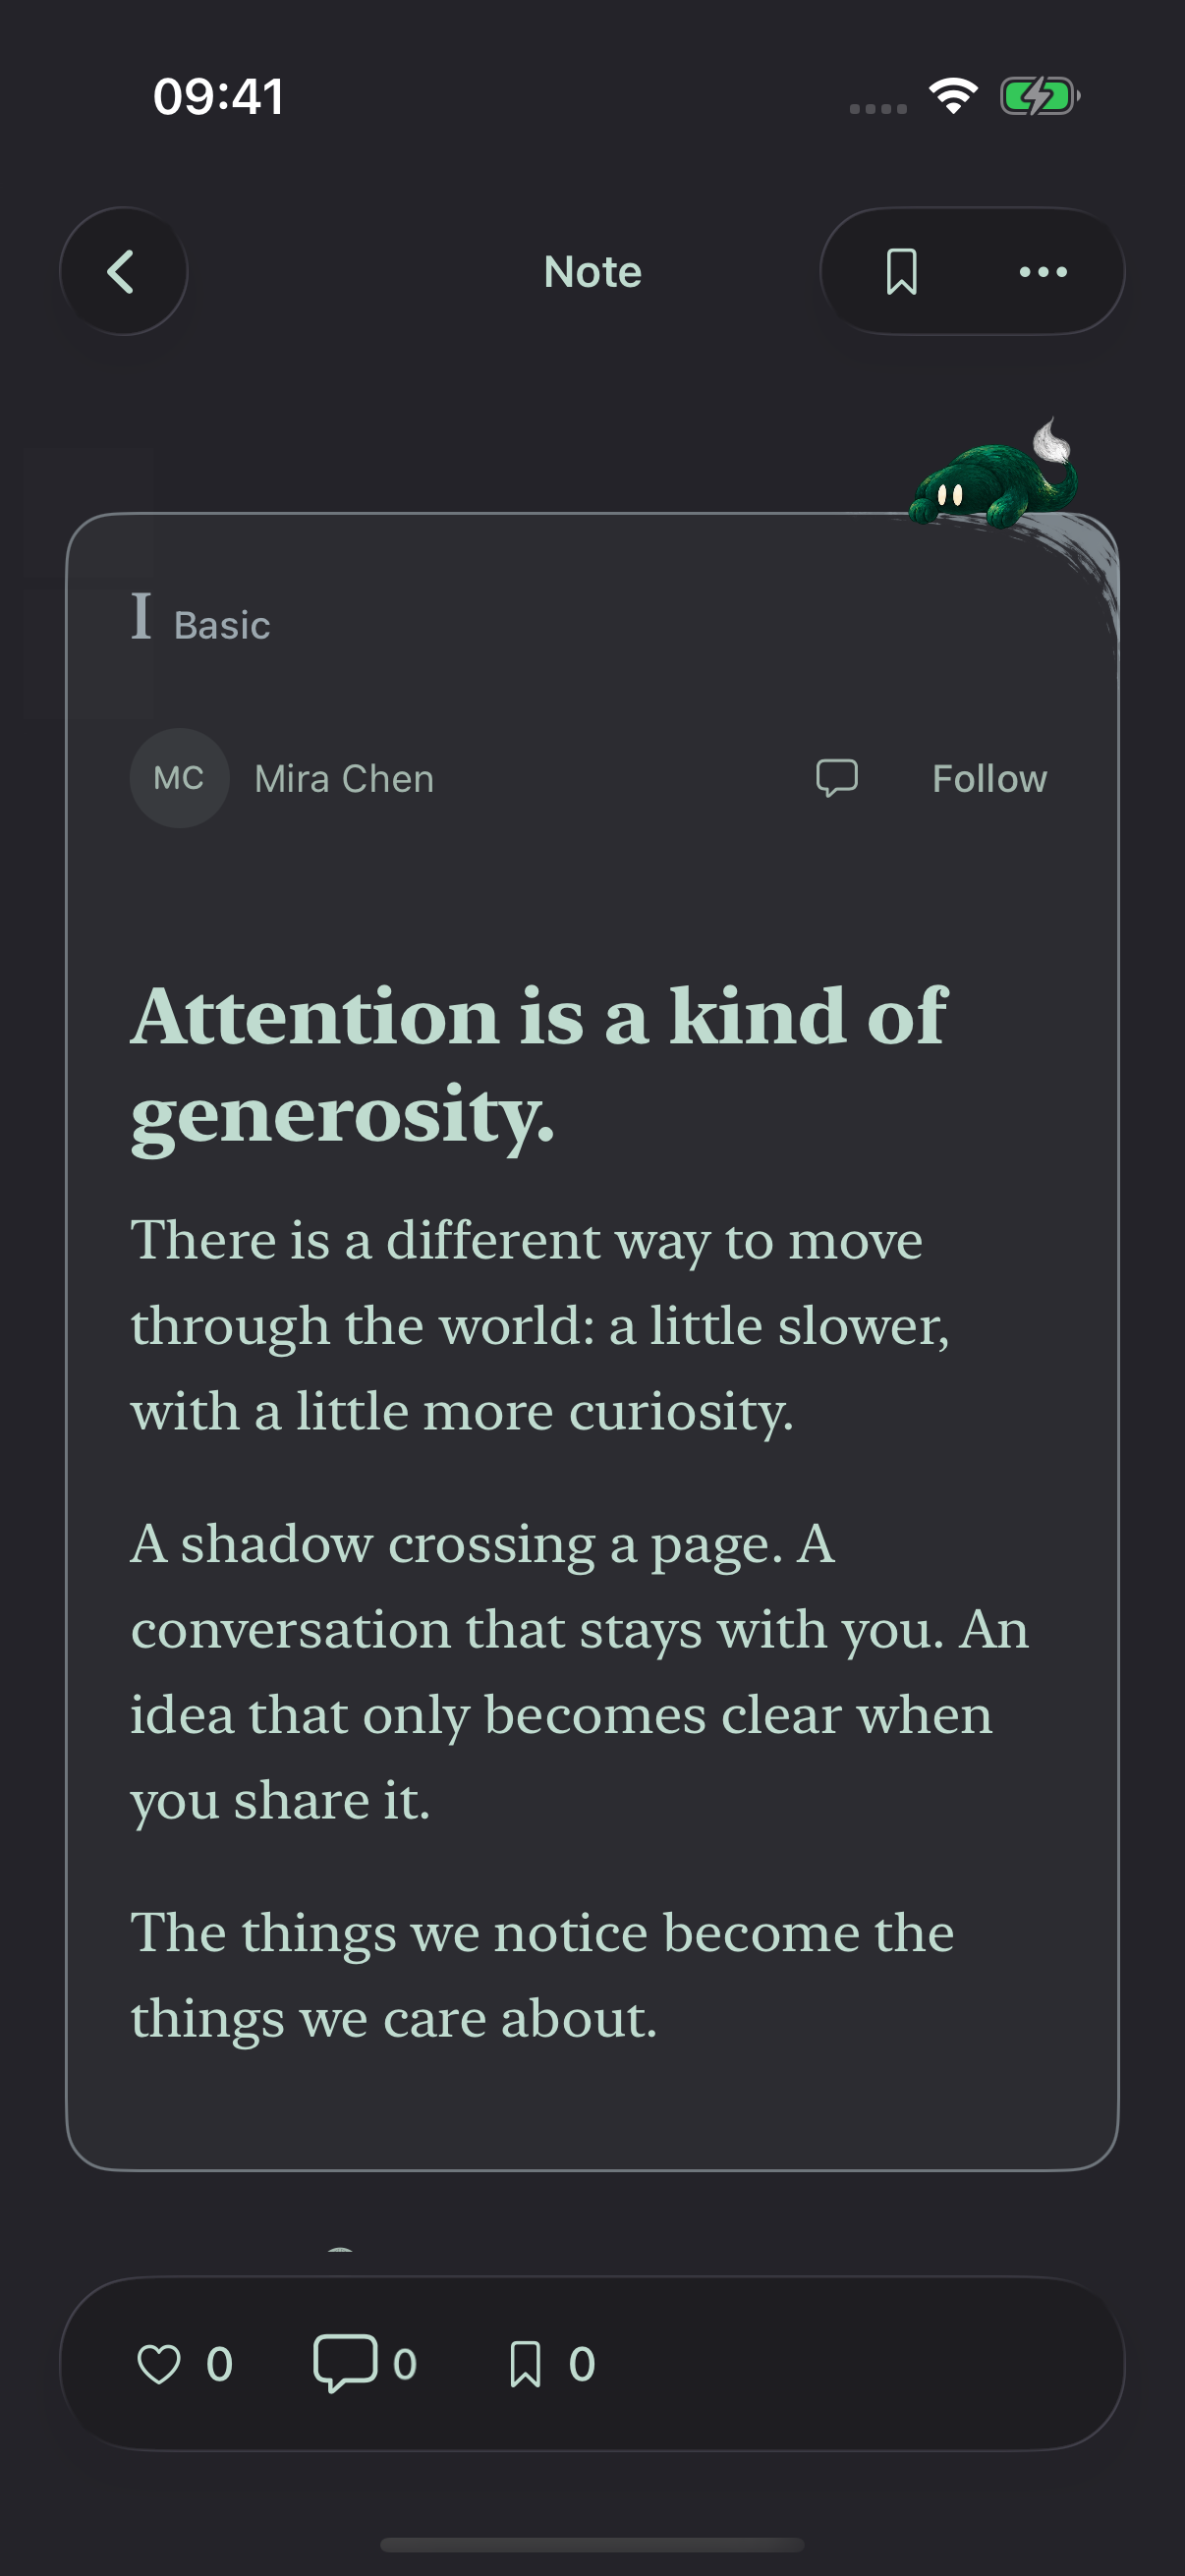 09:41
Note
I Basic
MC Mira Chen Follow
Attention is a kind of
generosity.
There is a different way to move
through the world: a little slower,
with a little more curiosity.
A shadow crossing a page. A
conversation that stays with you. An
idea that only becomes clear when
you share it.
The things we notice become the
things we care about.
0 0 0